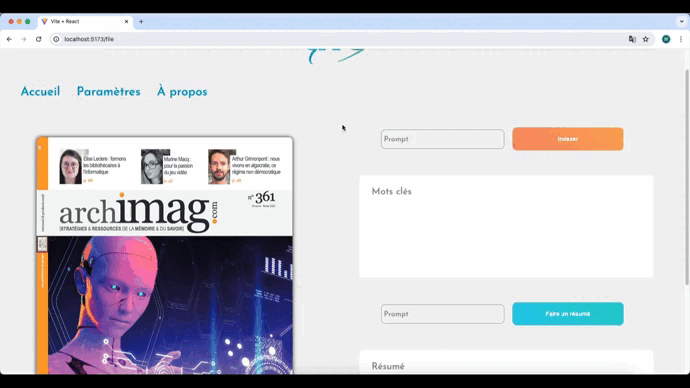 Vite + React
localhost:5173/file
Accueil Paramètres À propos
Elise Leclere : formons
les bibliothécaires à
l'informatique
Marine Macq :
pour la passion
du jeu vidéo
Arthur Grimonpont : nous
vivons en algocratie, ce
régime non démocratique
archimag.com
n° 361
[STRATÉGIES & RESSOURCES DE LA MÉMOIRE & DU SAVOIR]
Prompt
Indexer
Mots clés
Prompt
Faire un résumé
Résumé